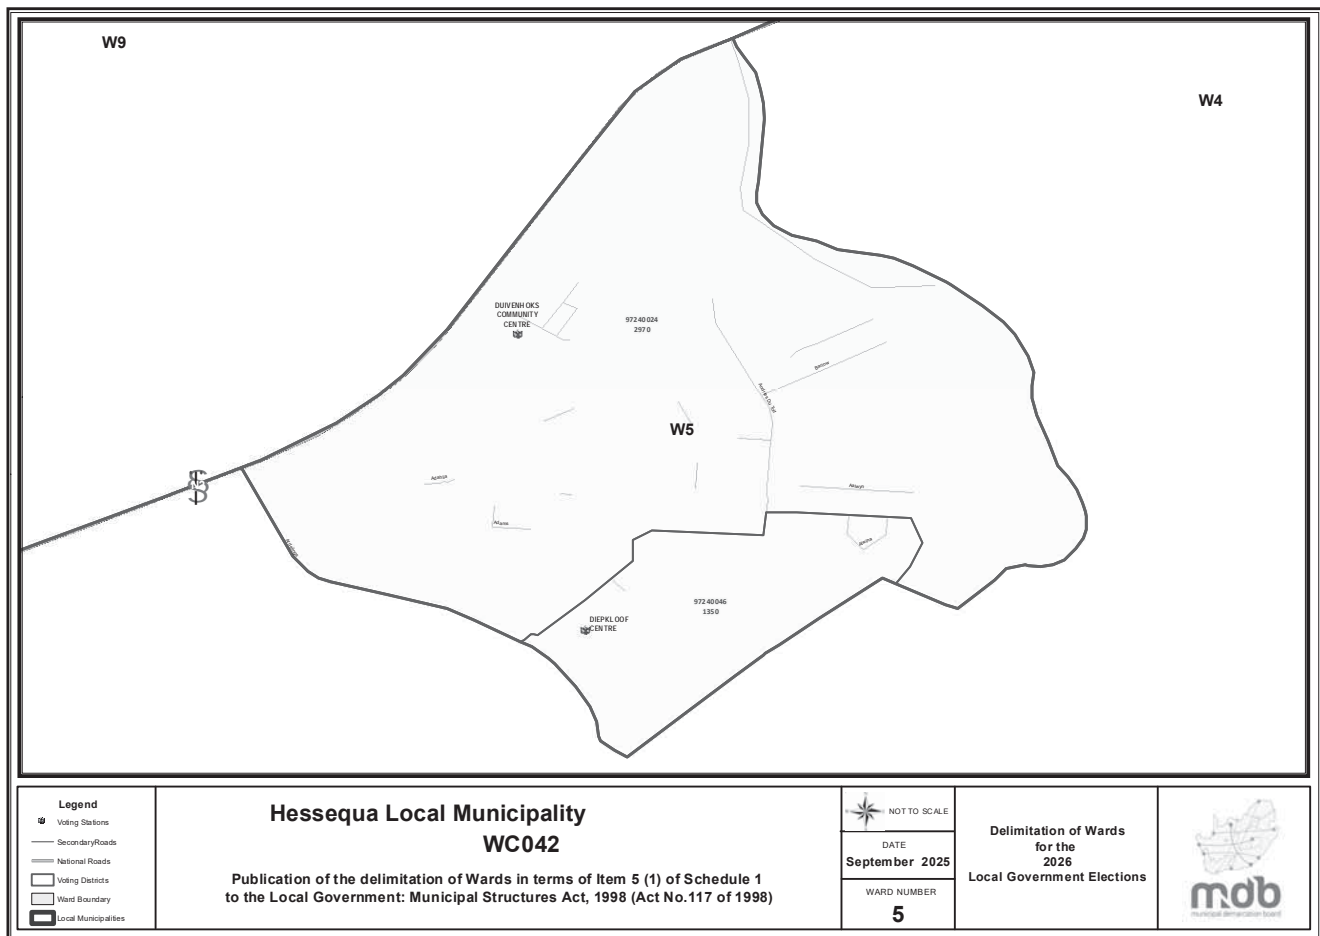 W9
W4
DUIVENHOKS
COMMUNITY
CENTRE
97240024
2970
Andries Du Toit
W5
97240046
1350
DIEPKLOOF
CENTRE
Legend
Voting Stations
SecondaryRoads
National Roads
Voting Districts
Ward Boundary
Local Municipalities
Hessequa Local Municipality
WC042
Publication of the delimitation of Wards in terms of Item 5 (1) of Schedule 1
to the Local Government: Municipal Structures Act, 1998 (Act No.117 of 1998)
NOT TO SCALE
DATE
September 2025
WARD NUMBER
5
Delimitation of Wards
for the
2026
Local Government Elections
mdb
municipal demarcation board